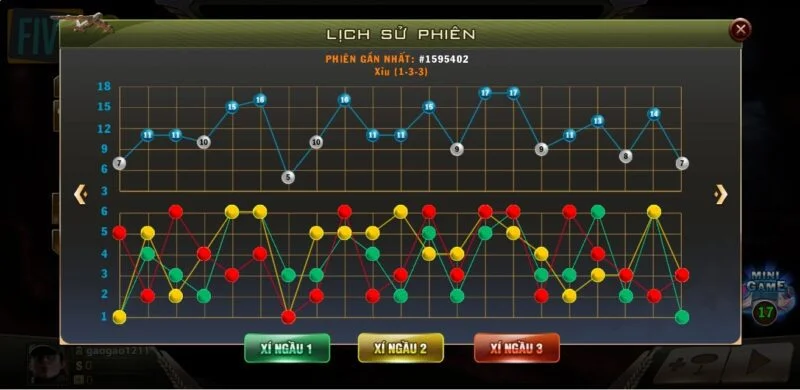 FIV
LỊCH SỬ PHIÊN
PHIÊN GẦN NHẤT: #1595402
Xỉu (1-3-3)
18
15
12
9
6
3
7 11 11 10 15 16 5 10 16 11 11 15 9 17 17 9 11 13 8 14 7
6
5
4
3
2
1
MINI
GAME
17
XÍ NGẦU 1 XÍ NGẦU 2 XÍ NGẦU 3
gaogao1211
$ 0
0